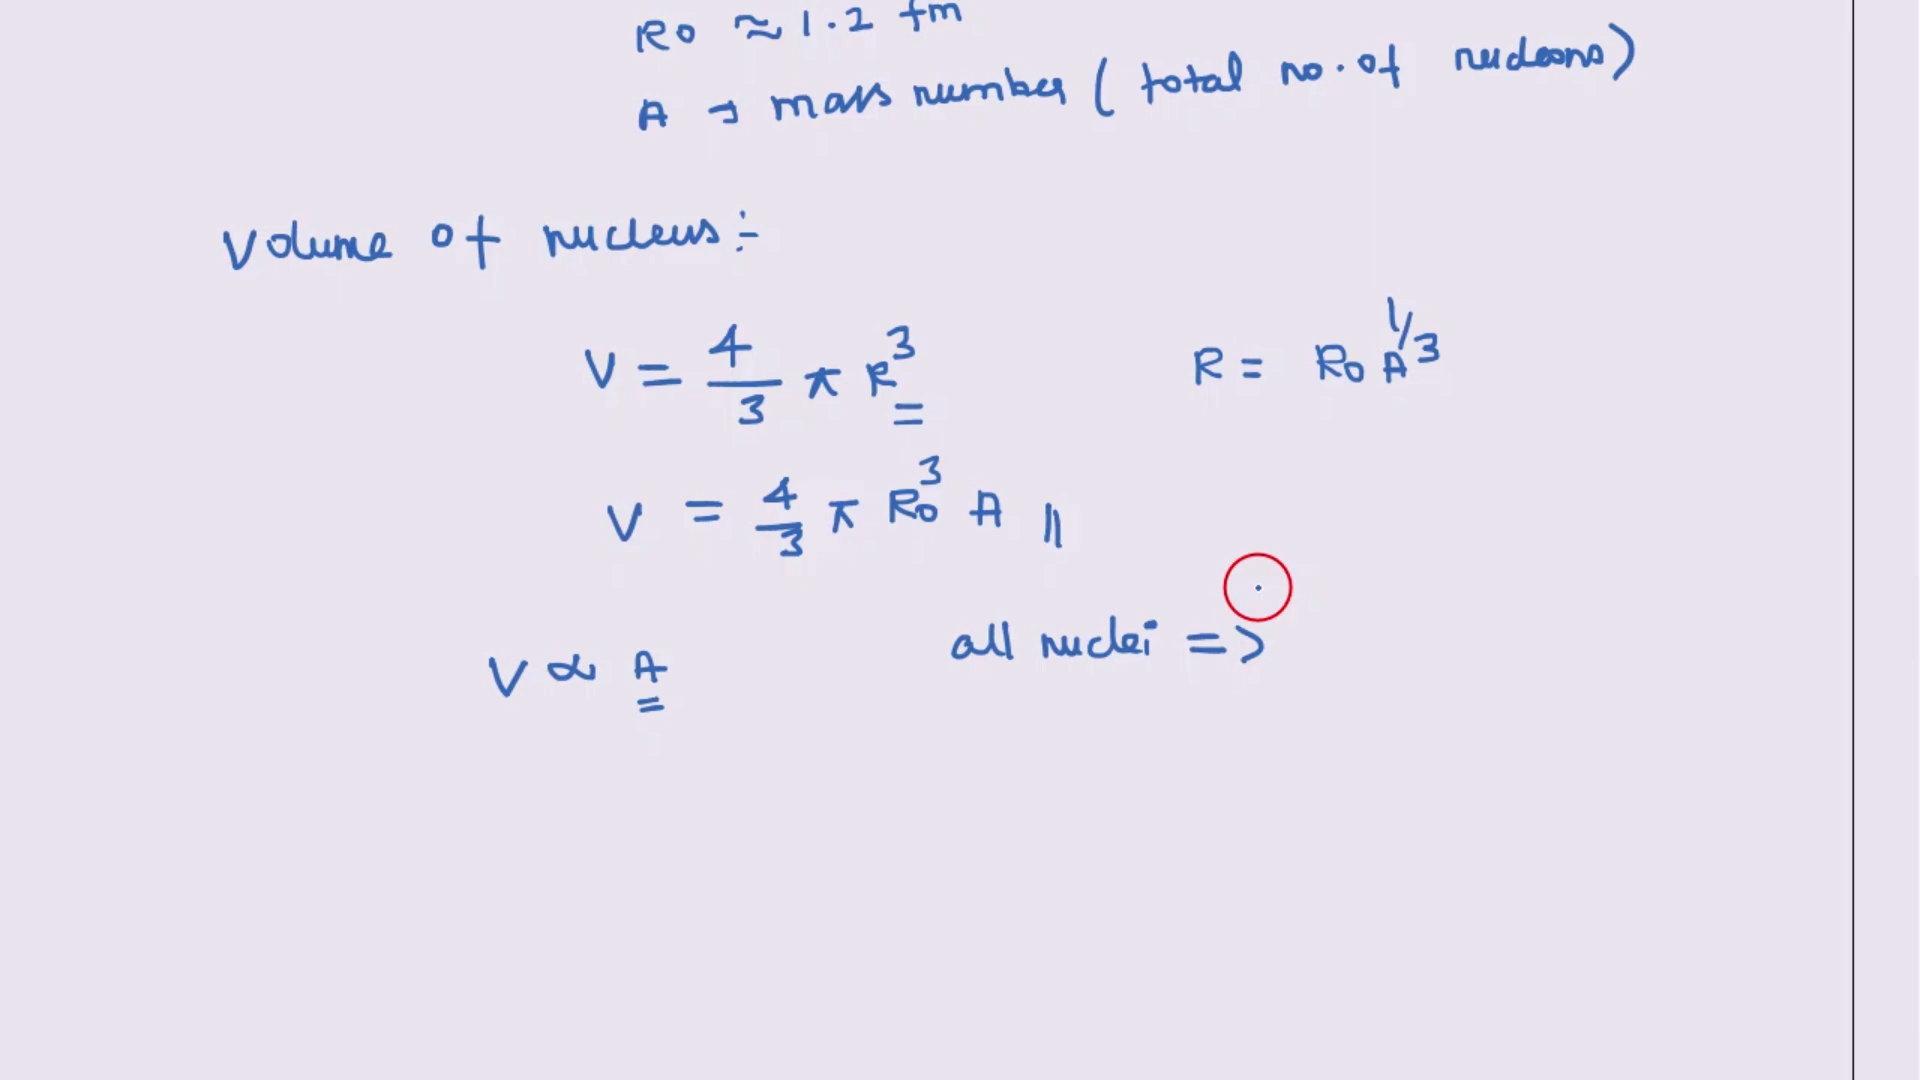 R₀ ≈ 1.2 fm
A → mass number ( total no. of nucleons )
Volume of nucleus :-
V = 4/3 π R³
R = R₀ A^1/3
V = 4/3 π R₀³ A //
V ∝ A
all nuclei =>